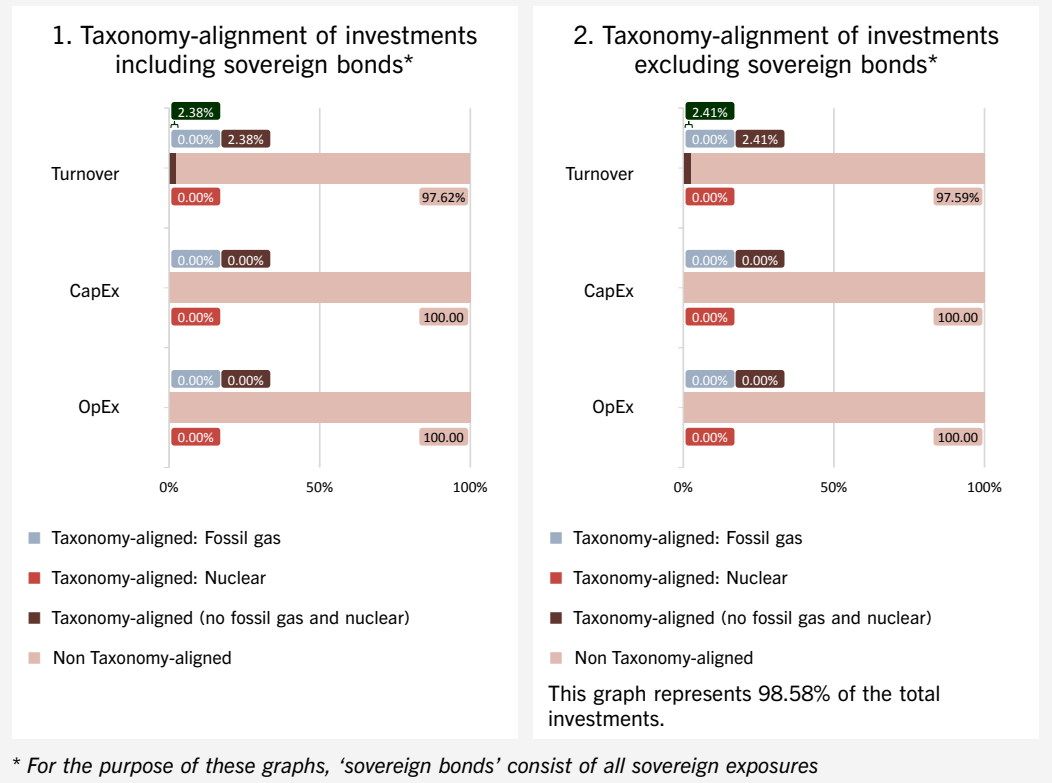 1. Taxonomy-alignment of investments
including sovereign bonds*
2.38%
0.00% 2.38%
Turnover
0.00% 97.62%
0.00% 0.00%
CapEx
0.00% 100.00
0.00% 0.00%
OpEx
0.00% 100.00
0% 50% 100%
Taxonomy-aligned: Fossil gas
Taxonomy-aligned: Nuclear
Taxonomy-aligned (no fossil gas and nuclear)
Non Taxonomy-aligned
2. Taxonomy-alignment of investments
excluding sovereign bonds*
2.41%
0.00% 2.41%
Turnover
0.00% 97.59%
0.00% 0.00%
CapEx
0.00% 100.00
0.00% 0.00%
OpEx
0.00% 100.00
0% 50% 100%
Taxonomy-aligned: Fossil gas
Taxonomy-aligned: Nuclear
Taxonomy-aligned (no fossil gas and nuclear)
Non Taxonomy-aligned
This graph represents 98.58% of the total
investments.
* For the purpose of these graphs, ‘sovereign bonds’ consist of all sovereign exposures